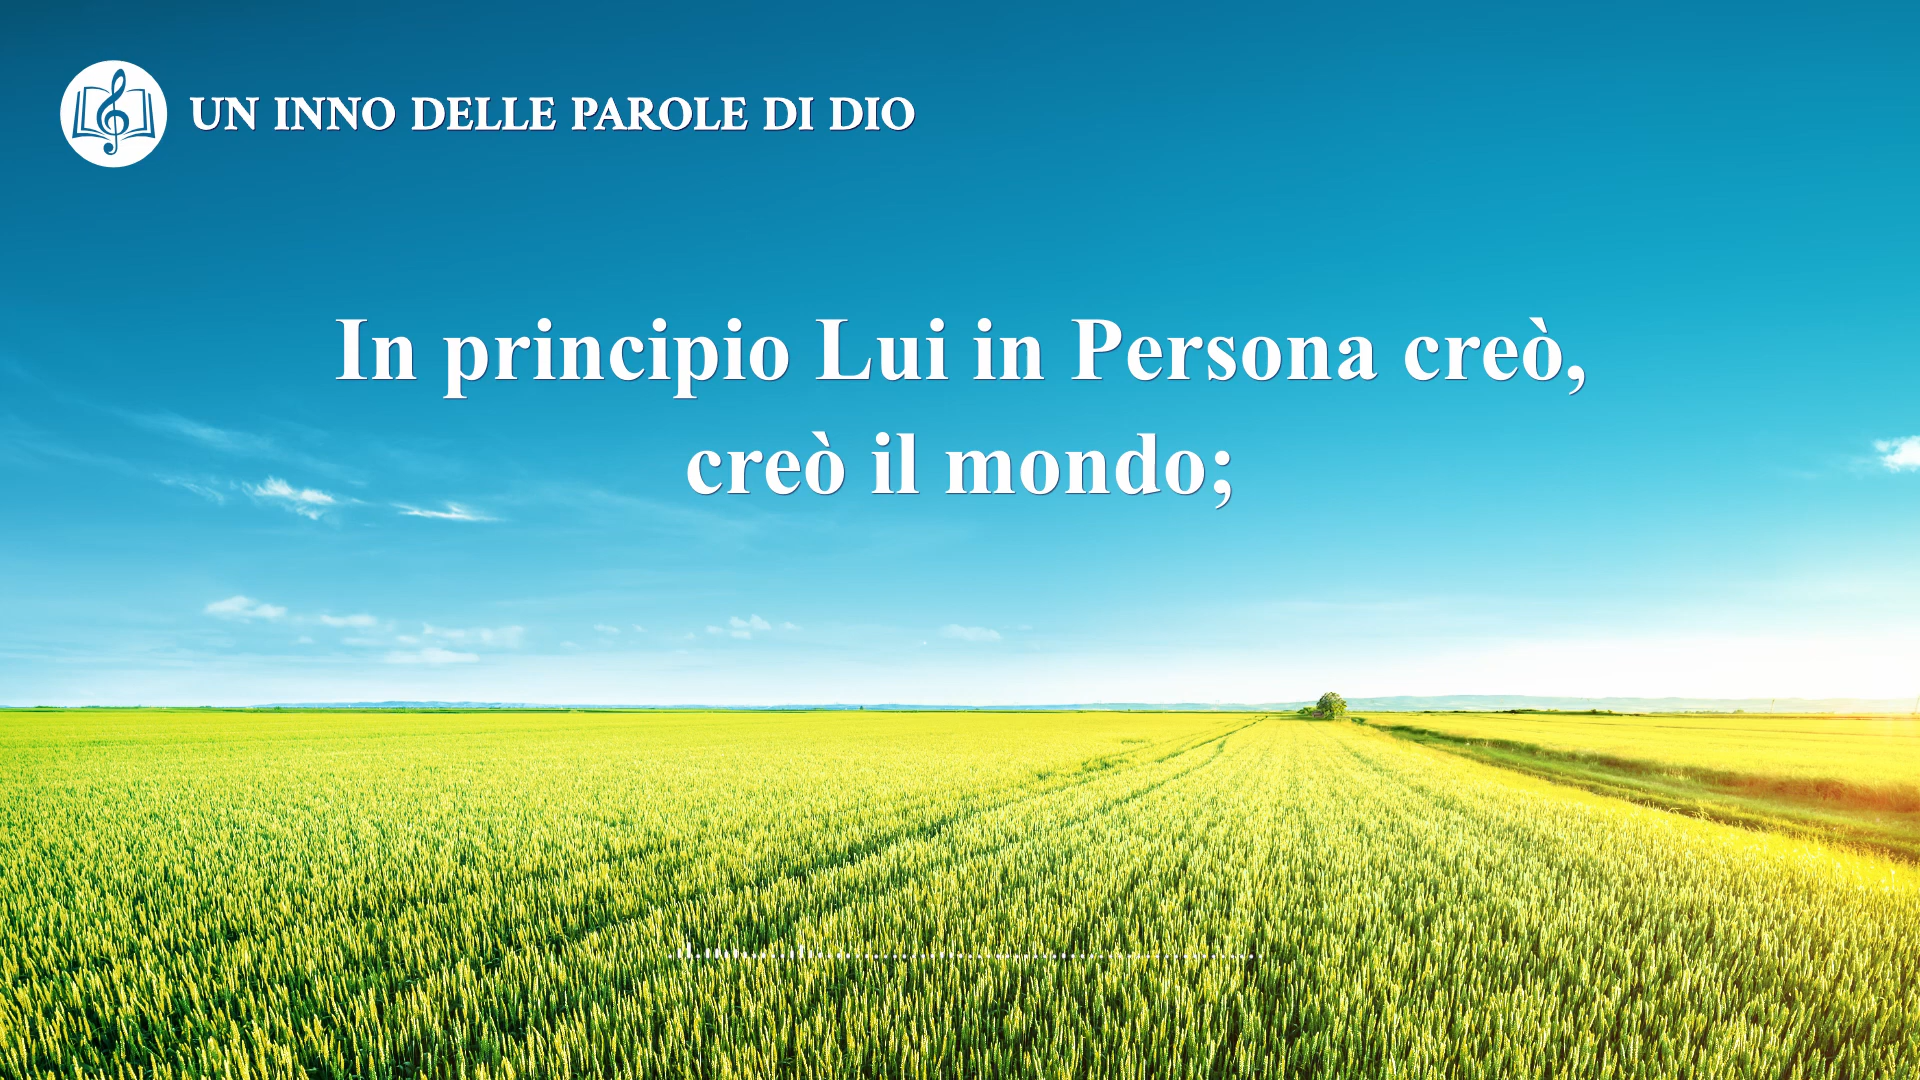 UN INNO DELLE PAROLE DI DIO
In principio Lui in Persona creò,
creò il mondo;